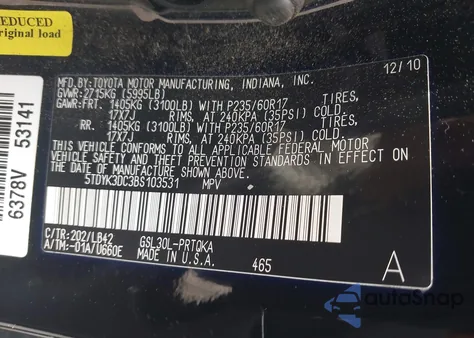 REDUCED
original load
6378V 53141
MFD. BY:TOYOTA MOTOR MANUFACTURING, INDIANA, INC.
12/10
GVWR:2715KG (5995LB)
GAWR:FRT. 1405KG (3100LB) WITH P235/60R17 TIRES,
17X7J RIMS, AT 240KPA (35PSI) COLD
RR. 1405KG (3100LB) WITH P235/60R17 TIRES,
17X7J RIMS, AT 240KPA (35PSI) COLD
THIS VEHICLE CONFORMS TO ALL APPLICABLE FEDERAL MOTOR
VEHICLE SAFETY, BUMPER, AND THEFT PREVENTION STANDARDS IN EFFECT ON
THE DATE OF MANUFACTURE SHOWN ABOVE.
5TDYK3DC3BS103531 MPV
C/TR:202/LB42 GSL30L-PRTQKA
A/TM:-01A/U660E MADE IN U.S.A. 465
A
AutoSnap